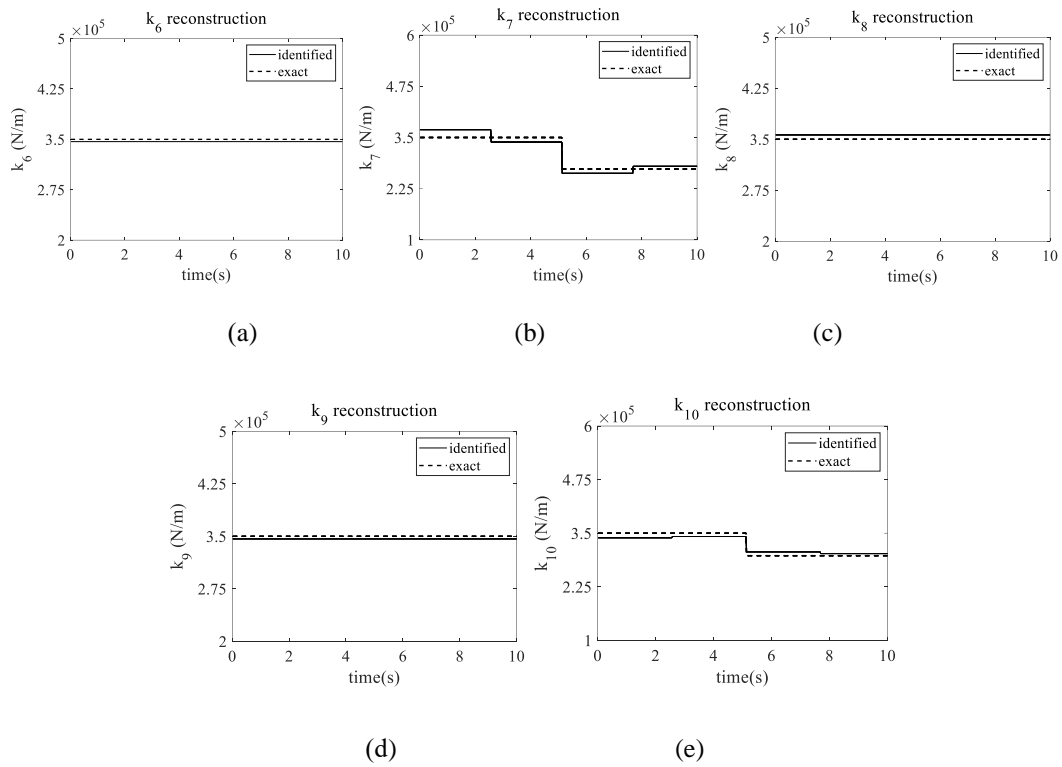 k6 reconstruction
×10^5
5
4.25
3.5
2.75
2
k6 (N/m)
identified
exact
0 2 4 6 8 10
time(s)
(a)
k7 reconstruction
×10^5
6
4.75
3.5
2.25
1
k7 (N/m)
identified
exact
0 2 4 6 8 10
time(s)
(b)
k8 reconstruction
×10^5
5
4.25
3.5
2.75
2
k8 (N/m)
identified
exact
0 2 4 6 8 10
time(s)
(c)
k9 reconstruction
×10^5
5
4.25
3.5
2.75
2
k9 (N/m)
identified
exact
0 2 4 6 8 10
time(s)
(d)
k10 reconstruction
×10^5
6
4.75
3.5
2.25
1
k10 (N/m)
identified
exact
0 2 4 6 8 10
time(s)
(e)